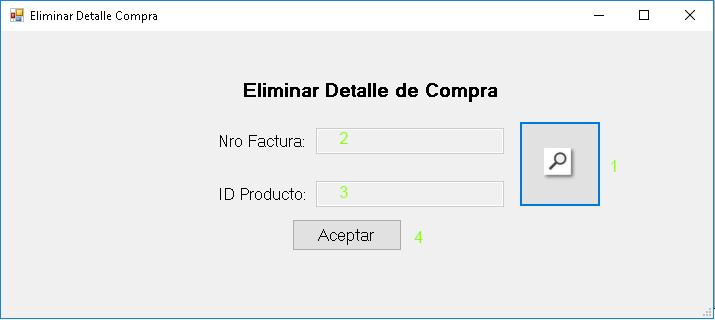 Eliminar Detalle Compra
Eliminar Detalle de Compra
Nro Factura: 2
1
ID Producto: 3
Aceptar 4